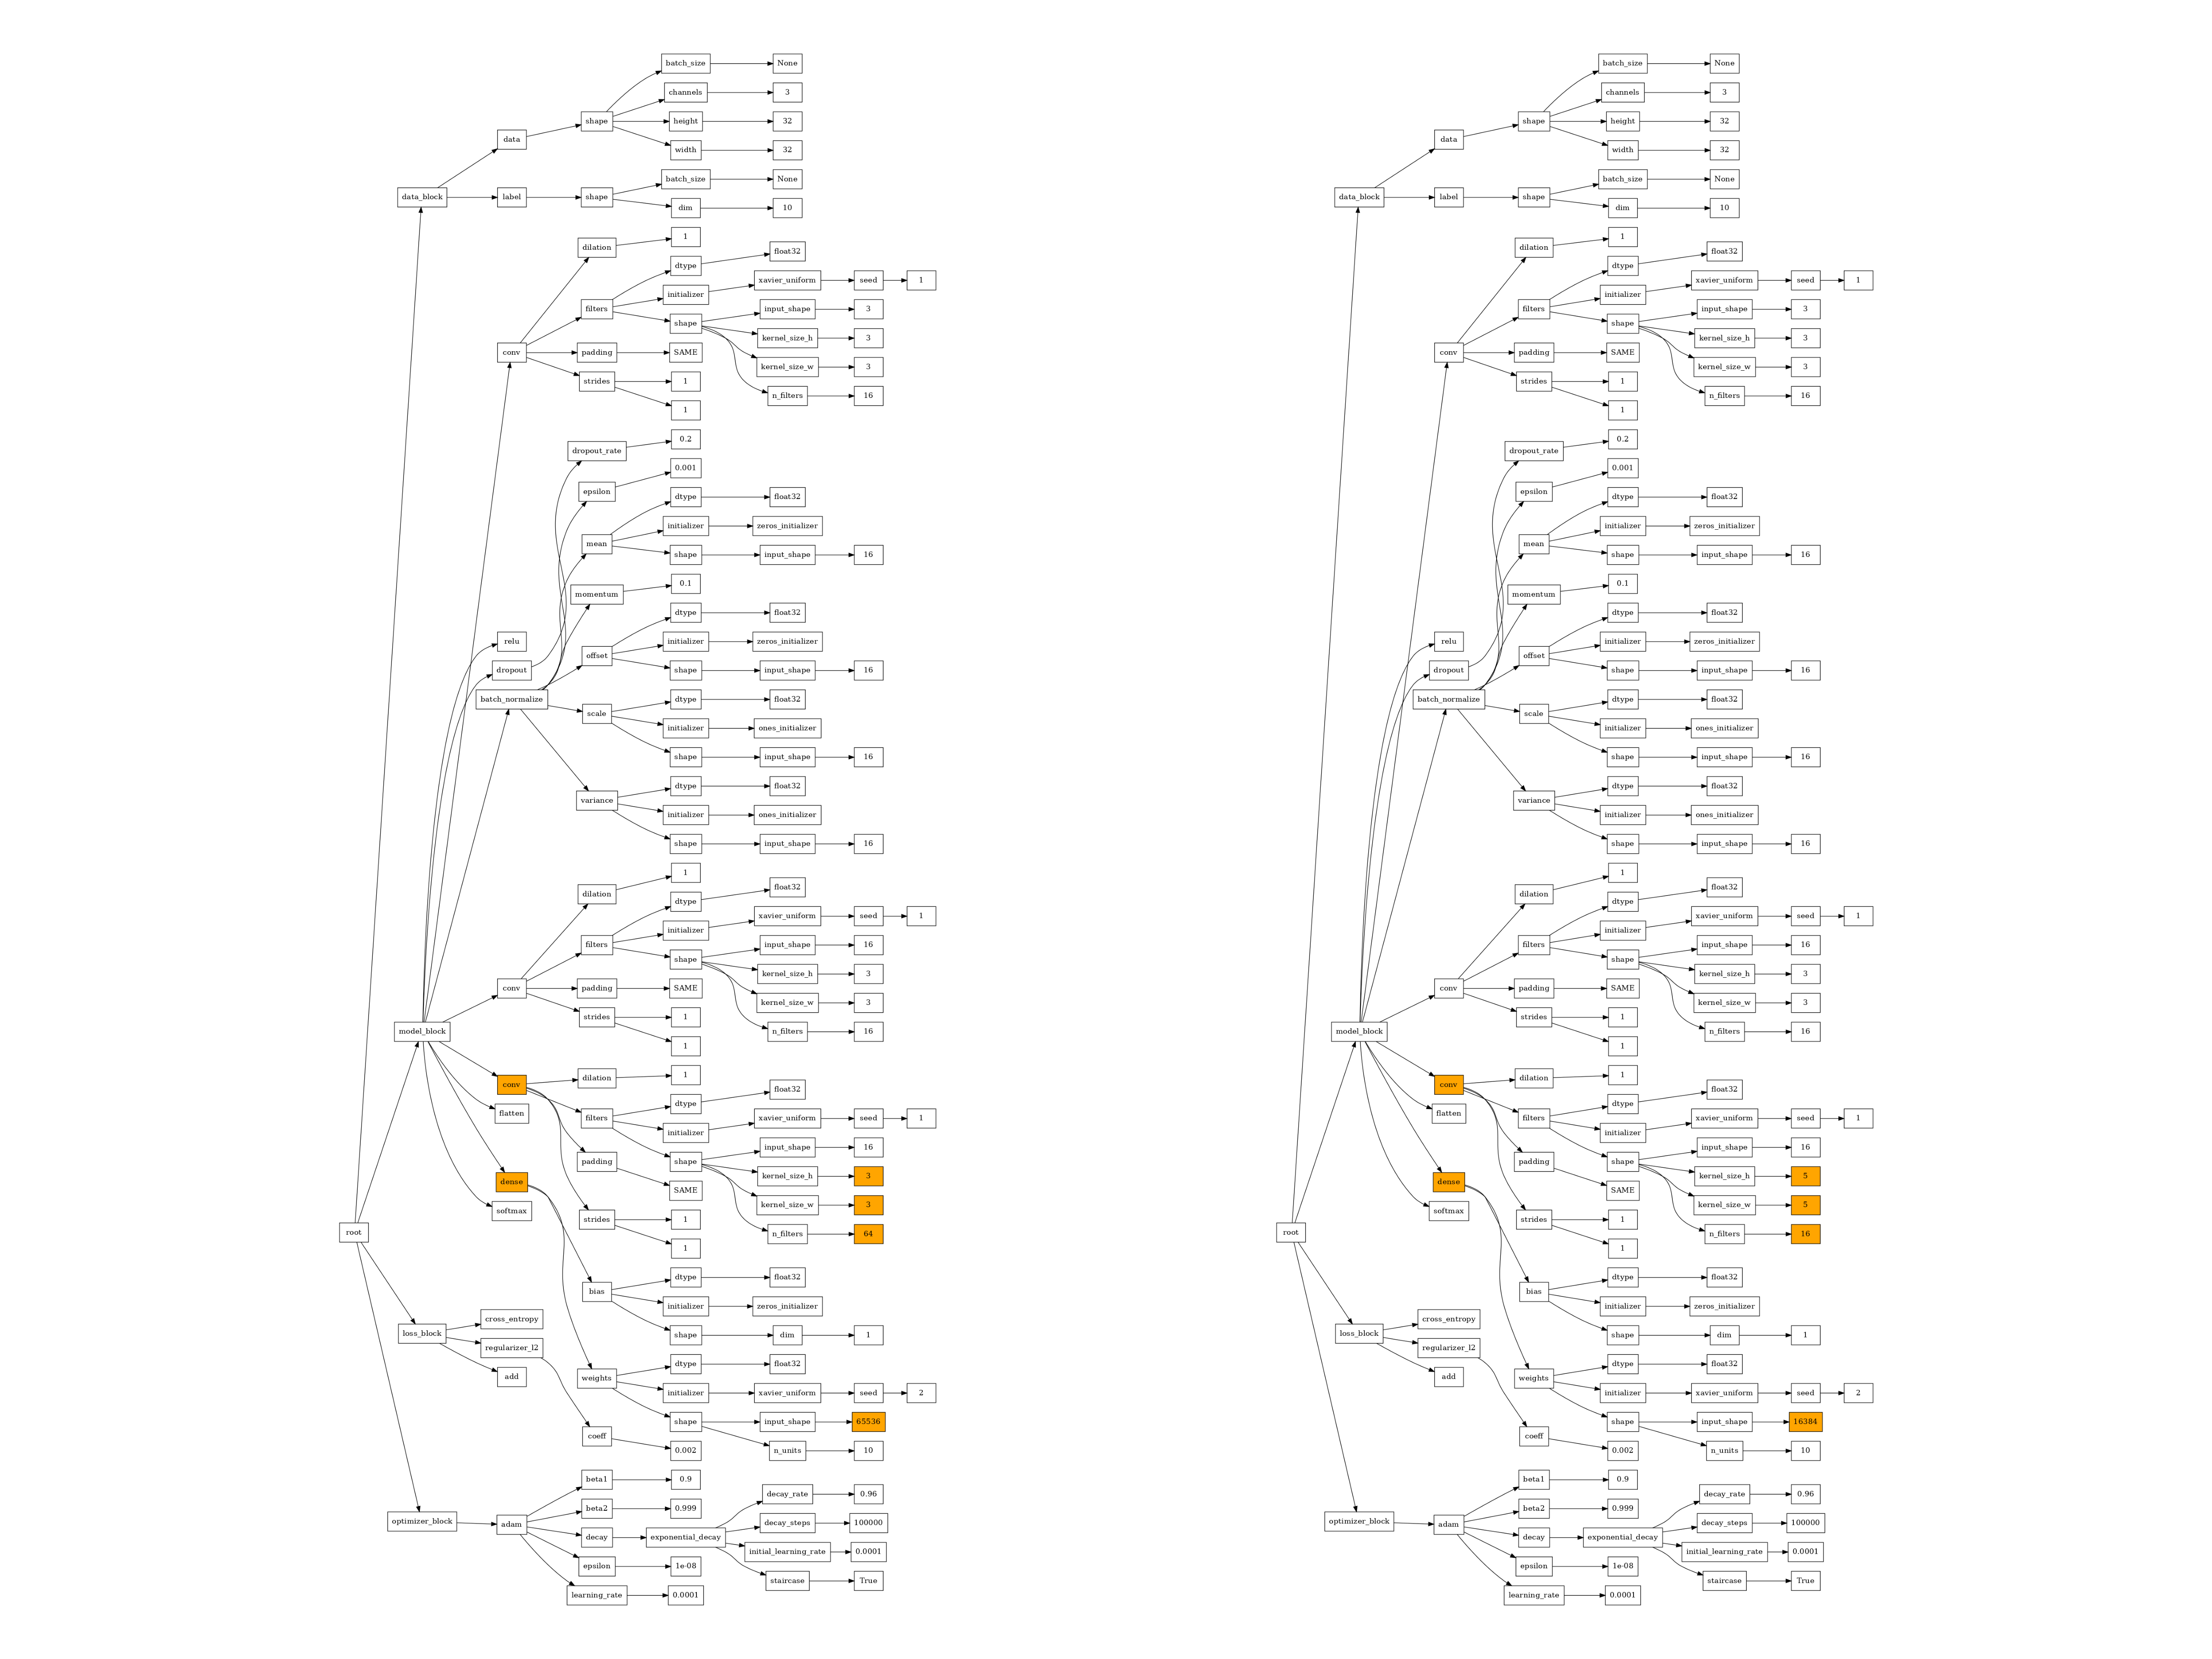 batch_size None
channels 3
shape height 32
data
width 32
batch_size None
data_block label shape
dim 10
1
dilation
float32
dtype
xavier_uniform seed 1
initializer
filters input_shape 3
shape
kernel_size_h 3
conv padding SAME
kernel_size_w 3
strides 1
n_filters 16
1
0.2
dropout_rate
0.001
epsilon
dtype float32
initializer zeros_initializer
mean
shape input_shape 16
0.1
momentum
dtype float32
relu initializer zeros_initializer
offset
dropout shape input_shape 16
batch_normalize dtype float32
scale
initializer ones_initializer
shape input_shape 16
dtype float32
variance
initializer ones_initializer
shape input_shape 16
1
float32
dilation
dtype
xavier_uniform seed 1
initializer
filters input_shape 16
shape
kernel_size_h 3
conv padding SAME
kernel_size_w 3
strides 1
model_block n_filters 16
1
dilation 1
conv
float32
dtype
flatten
filters xavier_uniform seed 1
initializer
input_shape 16
padding shape
kernel_size_h 3
dense
SAME
kernel_size_w 3
softmax
strides 1
root n_filters 64
1
dtype float32
bias
initializer zeros_initializer
cross_entropy
loss_block shape dim 1
regularizer_l2
dtype float32
add weights
initializer xavier_uniform seed 2
shape input_shape 65536
coeff
0.002 n_units 10
beta1 0.9
decay_rate 0.96
beta2 0.999
optimizer_block adam decay_steps 100000
decay exponential_decay
initial_learning_rate 0.0001
epsilon 1e-08
staircase True
learning_rate 0.0001
batch_size None
channels 3
shape height 32
data
width 32
batch_size None
data_block label shape
dim 10
1
dilation
float32
dtype
xavier_uniform seed 1
initializer
filters input_shape 3
shape
kernel_size_h 3
conv padding SAME
kernel_size_w 3
strides 1
n_filters 16
1
0.2
dropout_rate
0.001
epsilon
dtype float32
initializer zeros_initializer
mean
shape input_shape 16
0.1
momentum
dtype float32
relu initializer zeros_initializer
offset
dropout shape input_shape 16
batch_normalize dtype float32
scale
initializer ones_initializer
shape input_shape 16
dtype float32
variance
initializer ones_initializer
shape input_shape 16
1
float32
dilation
dtype
xavier_uniform seed 1
initializer
filters input_shape 16
shape
kernel_size_h 3
conv padding SAME
kernel_size_w 3
strides 1
model_block n_filters 16
1
dilation 1
conv
float32
dtype
flatten
filters xavier_uniform seed 1
initializer
input_shape 16
padding shape
kernel_size_h 5
dense
SAME
kernel_size_w 5
softmax
strides 1
root n_filters 16
1
dtype float32
bias
initializer zeros_initializer
cross_entropy
loss_block shape dim 1
regularizer_l2
dtype float32
add weights
initializer xavier_uniform seed 2
shape input_shape 16384
coeff
0.002 n_units 10
beta1 0.9
decay_rate 0.96
beta2 0.999
optimizer_block adam decay_steps 100000
decay exponential_decay
initial_learning_rate 0.0001
epsilon 1e-08
staircase True
learning_rate 0.0001